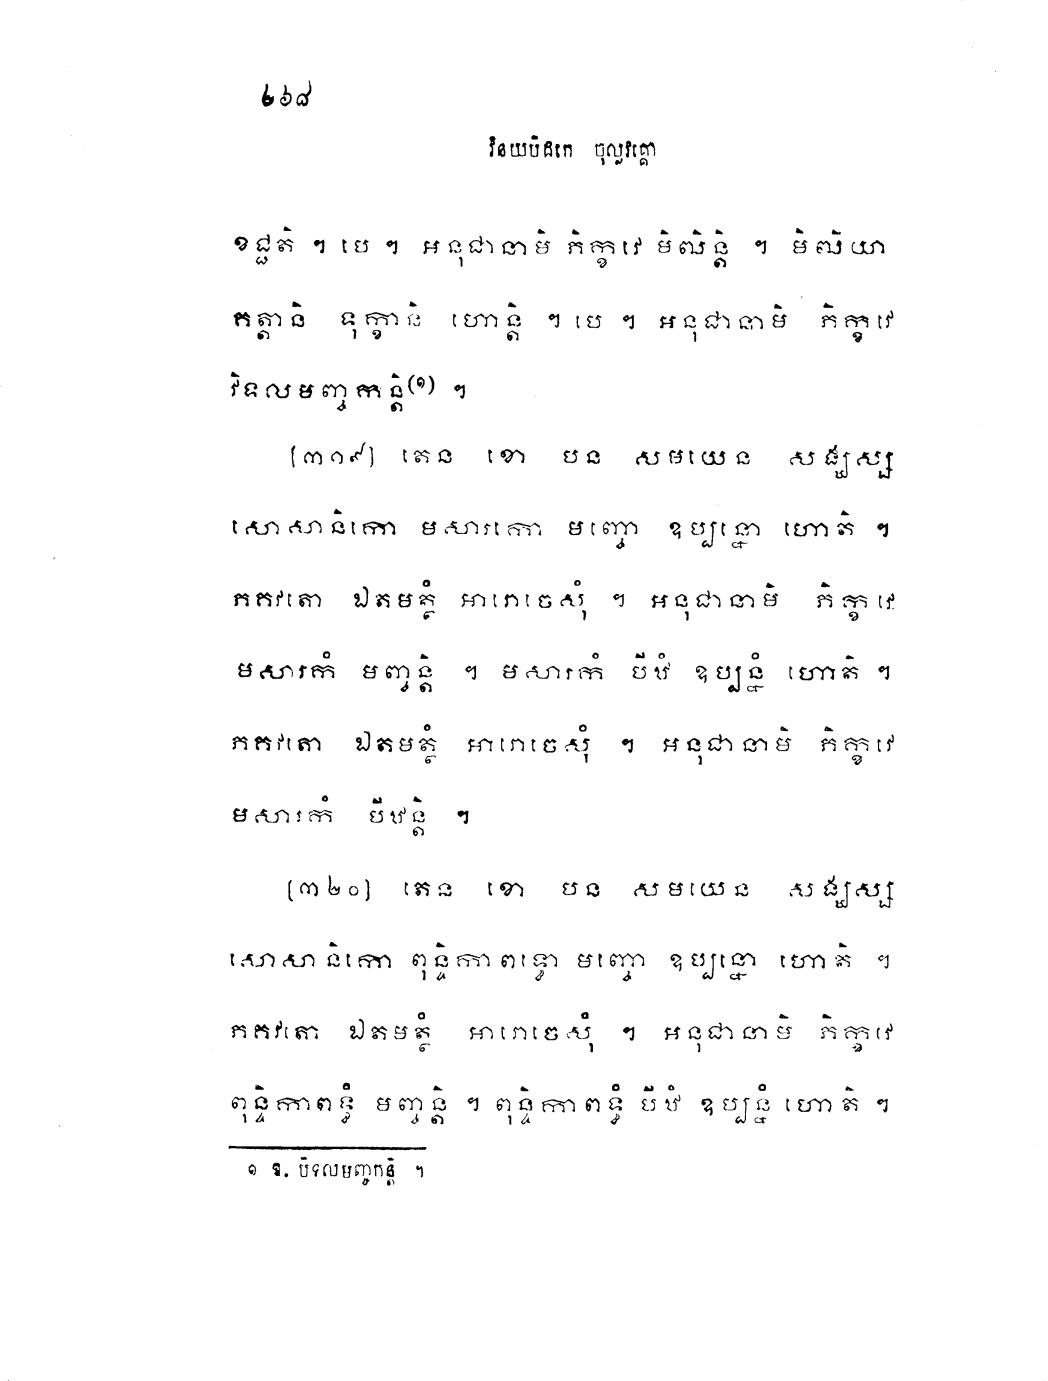 ២៦៨
វិនយបិដកេ ចុល្លវគ្គោ
ខជ្ជតិ ។ បេ ។ អនុជានាមិ ភិក្ខវេ មិឍិន្តិ ។ មិឍិយា
កត្តានិ ទុក្ខានិ ហោន្តិ ។ បេ ។ អនុជានាមិ ភិក្ខវេ
វិទលមញ្ចកាន្តិ(១) ។
[៣១៩] តេន ខោ បន សមយេន សង្ឃស្ស
សោសានិកោ មសារកោ មញ្ចោ ឧប្បន្នោ ហោតិ ។
ភគវតោ ឯតមត្ថំ អារោចេសុំ ។ អនុជានាមិ ភិក្ខវេ
មសារកំ មញ្ចន្តិ ។ មសារកំ បីឋំ ឧប្បន្នំ ហោតិ ។
ភគវតោ ឯតមត្ថំ អារោចេសុំ ។ អនុជានាមិ ភិក្ខវេ
មសារកំ បីឋន្តិ ។
[៣២០] តេន ខោ បន សមយេន សង្ឃស្ស
សោសានិកោ ពុន្ទិកាពទ្ធោ មញ្ចោ ឧប្បន្នោ ហោតិ ។
ភគវតោ ឯតមត្ថំ អារោចេសុំ ។ អនុជានាមិ ភិក្ខវេ
ពុន្ទិកាពទ្ធំ មញ្ចន្តិ ។ ពុន្ទិកាពទ្ធំ បីឋំ ឧប្បន្នំ ហោតិ ។
១ ឱ. បិទលមញ្ចកន្តិ ។